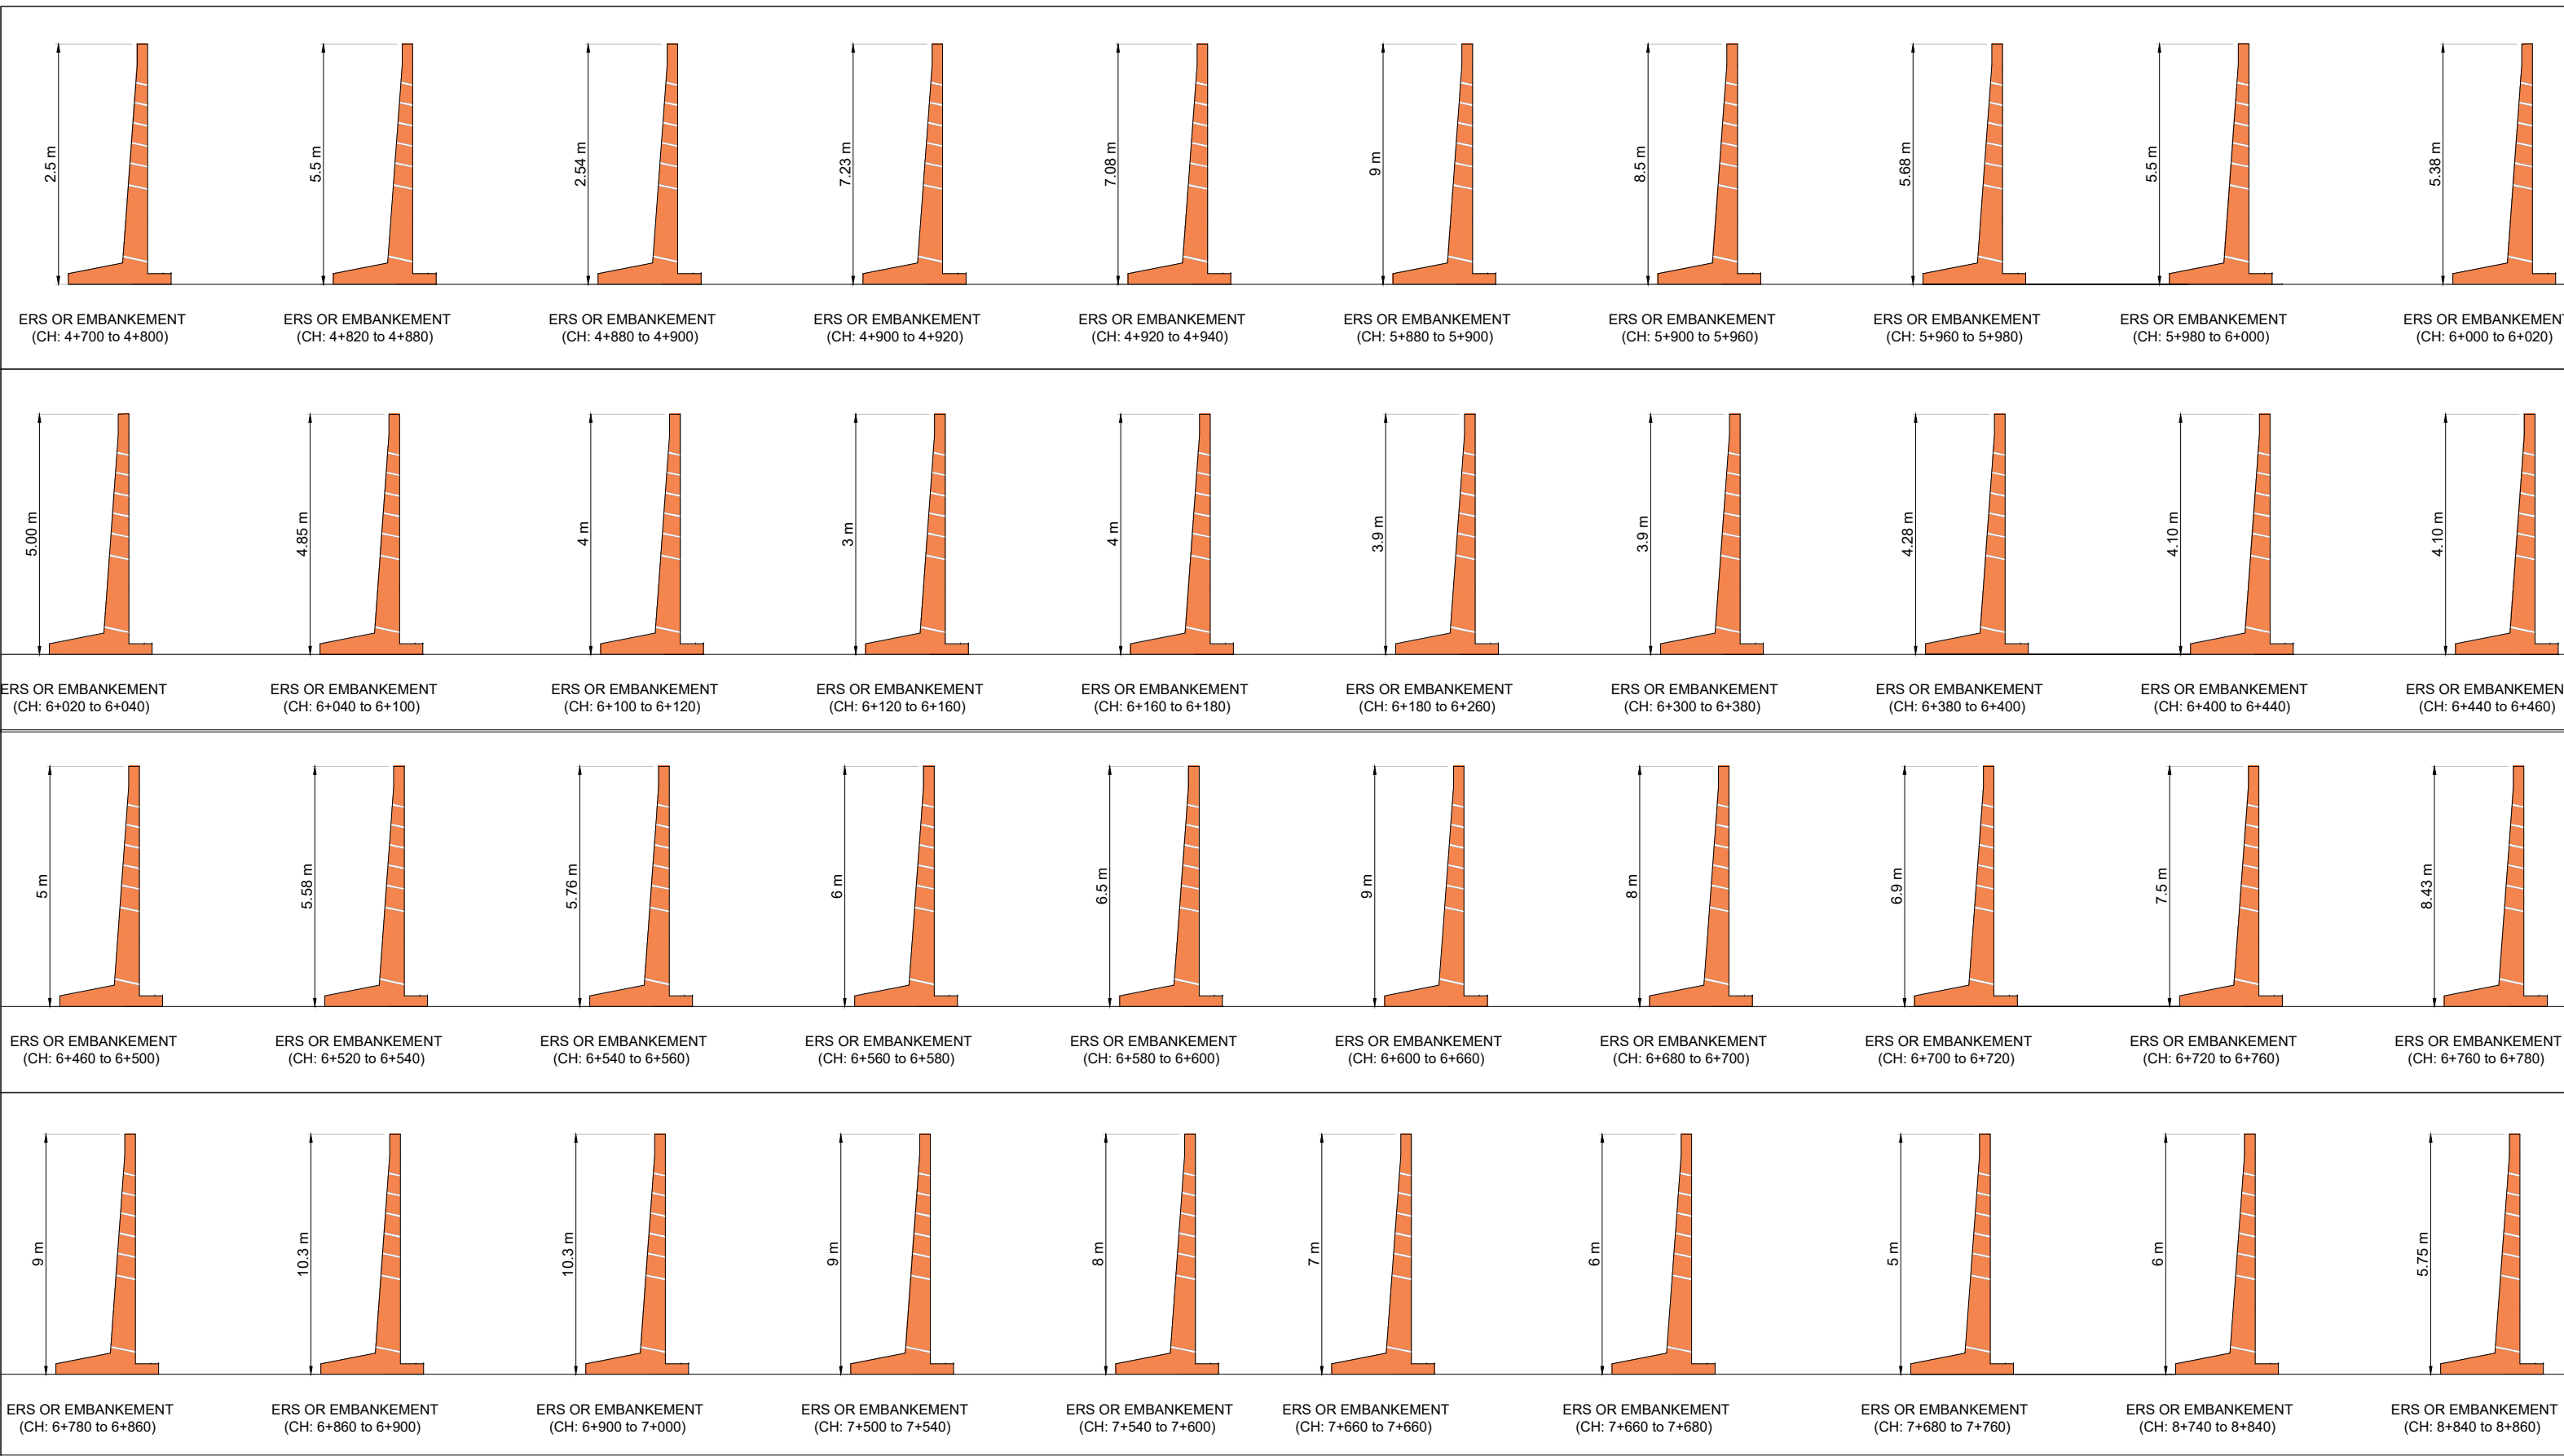 2.5 m
5.5 m
2.54 m
7.23 m
7.08 m
9 m
8.5 m
5.68 m
5.5 m
5.38 m
ERS OR EMBANKEMENT
(CH: 4+700 to 4+800)
ERS OR EMBANKEMENT
(CH: 4+820 to 4+880)
ERS OR EMBANKEMENT
(CH: 4+880 to 4+900)
ERS OR EMBANKEMENT
(CH: 4+900 to 4+920)
ERS OR EMBANKEMENT
(CH: 4+920 to 4+940)
ERS OR EMBANKEMENT
(CH: 5+880 to 5+900)
ERS OR EMBANKEMENT
(CH: 5+900 to 5+960)
ERS OR EMBANKEMENT
(CH: 5+960 to 5+980)
ERS OR EMBANKEMENT
(CH: 5+980 to 6+000)
ERS OR EMBANKEMENT
(CH: 6+000 to 6+020)
5.00 m
4.85 m
4 m
3 m
4 m
3.9 m
3.9 m
4.28 m
4.10 m
4.10 m
ERS OR EMBANKEMENT
(CH: 6+020 to 6+040)
ERS OR EMBANKEMENT
(CH: 6+040 to 6+100)
ERS OR EMBANKEMENT
(CH: 6+100 to 6+120)
ERS OR EMBANKEMENT
(CH: 6+120 to 6+160)
ERS OR EMBANKEMENT
(CH: 6+160 to 6+180)
ERS OR EMBANKEMENT
(CH: 6+180 to 6+260)
ERS OR EMBANKEMENT
(CH: 6+300 to 6+380)
ERS OR EMBANKEMENT
(CH: 6+380 to 6+400)
ERS OR EMBANKEMENT
(CH: 6+400 to 6+440)
ERS OR EMBANKEMEN
(CH: 6+440 to 6+460)
5 m
5.58 m
5.76 m
6 m
6.5 m
9 m
8 m
6.9 m
7.5 m
8.43 m
ERS OR EMBANKEMENT
(CH: 6+460 to 6+500)
ERS OR EMBANKEMENT
(CH: 6+520 to 6+540)
ERS OR EMBANKEMENT
(CH: 6+540 to 6+560)
ERS OR EMBANKEMENT
(CH: 6+560 to 6+580)
ERS OR EMBANKEMENT
(CH: 6+580 to 6+600)
ERS OR EMBANKEMENT
(CH: 6+600 to 6+660)
ERS OR EMBANKEMENT
(CH: 6+680 to 6+700)
ERS OR EMBANKEMENT
(CH: 6+700 to 6+720)
ERS OR EMBANKEMENT
(CH: 6+720 to 6+760)
ERS OR EMBANKEMENT
(CH: 6+760 to 6+780)
9 m
10.3 m
10.3 m
9 m
8 m
7 m
6 m
5 m
6 m
5.75 m
ERS OR EMBANKEMENT
(CH: 6+780 to 6+860)
ERS OR EMBANKEMENT
(CH: 6+860 to 6+900)
ERS OR EMBANKEMENT
(CH: 6+900 to 7+000)
ERS OR EMBANKEMENT
(CH: 7+500 to 7+540)
ERS OR EMBANKEMENT
(CH: 7+540 to 7+600)
ERS OR EMBANKEMENT
(CH: 7+660 to 7+660)
ERS OR EMBANKEMENT
(CH: 7+660 to 7+680)
ERS OR EMBANKEMENT
(CH: 7+680 to 7+760)
ERS OR EMBANKEMENT
(CH: 8+740 to 8+840)
ERS OR EMBANKEMENT
(CH: 8+840 to 8+860)